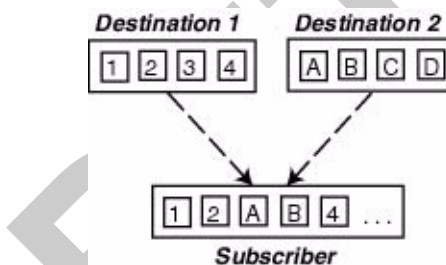 Destination 1 Destination 2
1 2 3 4 A B C D
1 2 A B 4 ...
Subscriber